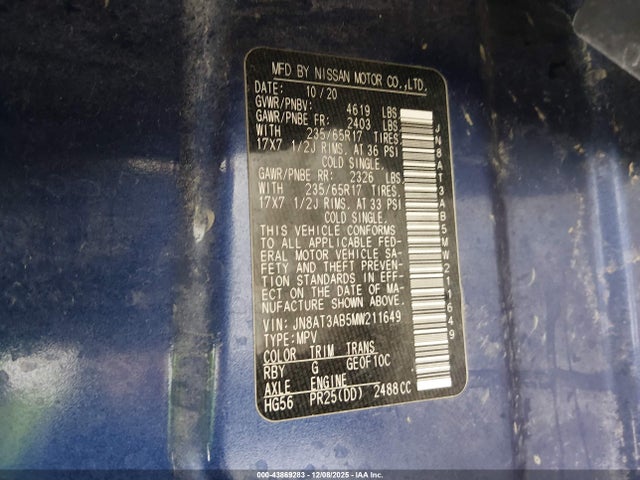 MFD BY NISSAN MOTOR CO.,LTD.
DATE: 10/20
GVWR/PNBV: 4619 LBS
GAWR/PNBE FR: 2403 LBS
WITH 235/65R17 TIRES
17X7 1/2J RIMS. AT 36 PSI
COLD SINGLE.
GAWR/PNBE RR: 2326 LBS
WITH 235/65R17 TIRES.
17X7 1/2J RIMS. AT 33 PSI
COLD SINGLE.
THIS VEHICLE CONFORMS
TO ALL APPLICABLE FED-
ERAL MOTOR VEHICLE SA-
FETY AND THEFT PREVEN-
TION STANDARDS IN EFF-
ECT ON THE DATE OF MA-
NUFACTURE SHOWN ABOVE.
VIN: JN8AT3AB5MW211649
TYPE:MPV
COLOR TRIM TRANS
RBY G GEOF10C
AXLE ENGINE
HG56 PR25(DD) 2488CC
JN8AT3AB5MW211649
000-43869283 - 12/08/2025 - IAA Inc.